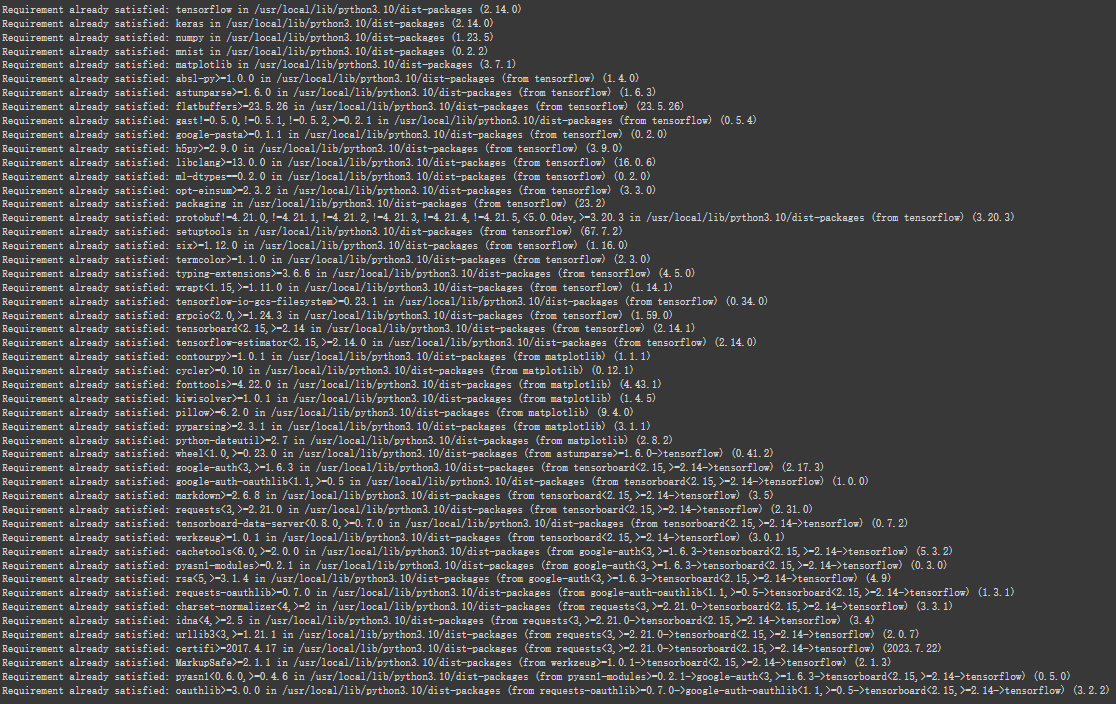 Requirement already satisfied: tensorflow in /usr/local/lib/python3.10/dist-packages (2.14.0)
Requirement already satisfied: keras in /usr/local/lib/python3.10/dist-packages (2.14.0)
Requirement already satisfied: numpy in /usr/local/lib/python3.10/dist-packages (1.23.5)
Requirement already satisfied: mnist in /usr/local/lib/python3.10/dist-packages (0.2.2)
Requirement already satisfied: matplotlib in /usr/local/lib/python3.10/dist-packages (3.7.1)
Requirement already satisfied: absl-py>=1.0.0 in /usr/local/lib/python3.10/dist-packages (from tensorflow) (1.4.0)
Requirement already satisfied: astunparse>=1.6.0 in /usr/local/lib/python3.10/dist-packages (from tensorflow) (1.6.3)
Requirement already satisfied: flatbuffers>=23.5.26 in /usr/local/lib/python3.10/dist-packages (from tensorflow) (23.5.26)
Requirement already satisfied: gast!=0.5.0,!=0.5.1,!=0.5.2,>=0.2.1 in /usr/local/lib/python3.10/dist-packages (from tensorflow) (0.5.4)
Requirement already satisfied: google-pasta>=0.1.1 in /usr/local/lib/python3.10/dist-packages (from tensorflow) (0.2.0)
Requirement already satisfied: h5py>=2.9.0 in /usr/local/lib/python3.10/dist-packages (from tensorflow) (3.9.0)
Requirement already satisfied: libclang>=13.0.0 in /usr/local/lib/python3.10/dist-packages (from tensorflow) (16.0.6)
Requirement already satisfied: ml-dtypes==0.2.0 in /usr/local/lib/python3.10/dist-packages (from tensorflow) (0.2.0)
Requirement already satisfied: opt-einsum>=2.3.2 in /usr/local/lib/python3.10/dist-packages (from tensorflow) (3.3.0)
Requirement already satisfied: packaging in /usr/local/lib/python3.10/dist-packages (from tensorflow) (23.2)
Requirement already satisfied: protobuf!=4.21.0,!=4.21.1,!=4.21.2,!=4.21.3,!=4.21.4,!=4.21.5,<5.0.0dev,>=3.20.3 in /usr/local/lib/python3.10/dist-packages (from tensorflow) (3.20.3)
Requirement already satisfied: setuptools in /usr/local/lib/python3.10/dist-packages (from tensorflow) (67.7.2)
Requirement already satisfied: six>=1.12.0 in /usr/local/lib/python3.10/dist-packages (from tensorflow) (1.16.0)
Requirement already satisfied: termcolor>=1.1.0 in /usr/local/lib/python3.10/dist-packages (from tensorflow) (2.3.0)
Requirement already satisfied: typing-extensions>=3.6.6 in /usr/local/lib/python3.10/dist-packages (from tensorflow) (4.5.0)
Requirement already satisfied: wrapt<1.15,>=1.11.0 in /usr/local/lib/python3.10/dist-packages (from tensorflow) (1.14.1)
Requirement already satisfied: tensorflow-io-gcs-filesystem>=0.23.1 in /usr/local/lib/python3.10/dist-packages (from tensorflow) (0.34.0)
Requirement already satisfied: grpcio<2.0,>=1.24.3 in /usr/local/lib/python3.10/dist-packages (from tensorflow) (1.59.0)
Requirement already satisfied: tensorboard<2.15,>=2.14 in /usr/local/lib/python3.10/dist-packages (from tensorflow) (2.14.1)
Requirement already satisfied: tensorflow-estimator<2.15,>=2.14.0 in /usr/local/lib/python3.10/dist-packages (from tensorflow) (2.14.0)
Requirement already satisfied: contourpy>=1.0.1 in /usr/local/lib/python3.10/dist-packages (from matplotlib) (1.1.1)
Requirement already satisfied: cycler>=0.10 in /usr/local/lib/python3.10/dist-packages (from matplotlib) (0.12.1)
Requirement already satisfied: fonttools>=4.22.0 in /usr/local/lib/python3.10/dist-packages (from matplotlib) (4.43.1)
Requirement already satisfied: kiwisolver>=1.0.1 in /usr/local/lib/python3.10/dist-packages (from matplotlib) (1.4.5)
Requirement already satisfied: pillow>=6.2.0 in /usr/local/lib/python3.10/dist-packages (from matplotlib) (9.4.0)
Requirement already satisfied: pyparsing>=2.3.1 in /usr/local/lib/python3.10/dist-packages (from matplotlib) (3.1.1)
Requirement already satisfied: python-dateutil>=2.7 in /usr/local/lib/python3.10/dist-packages (from matplotlib) (2.8.2)
Requirement already satisfied: wheel<1.0,>=0.23.0 in /usr/local/lib/python3.10/dist-packages (from astunparse>=1.6.0->tensorflow) (0.41.2)
Requirement already satisfied: google-auth<3,>=1.6.3 in /usr/local/lib/python3.10/dist-packages (from tensorboard<2.15,>=2.14->tensorflow) (2.17.3)
Requirement already satisfied: google-auth-oauthlib<1.1,>=0.5 in /usr/local/lib/python3.10/dist-packages (from tensorboard<2.15,>=2.14->tensorflow) (1.0.0)
Requirement already satisfied: markdown>=2.6.8 in /usr/local/lib/python3.10/dist-packages (from tensorboard<2.15,>=2.14->tensorflow) (3.5)
Requirement already satisfied: requests<3,>=2.21.0 in /usr/local/lib/python3.10/dist-packages (from tensorboard<2.15,>=2.14->tensorflow) (2.31.0)
Requirement already satisfied: tensorboard-data-server<0.8.0,>=0.7.0 in /usr/local/lib/python3.10/dist-packages (from tensorboard<2.15,>=2.14->tensorflow) (0.7.2)
Requirement already satisfied: werkzeug>=1.0.1 in /usr/local/lib/python3.10/dist-packages (from tensorboard<2.15,>=2.14->tensorflow) (3.0.1)
Requirement already satisfied: cachetools<6.0,>=2.0.0 in /usr/local/lib/python3.10/dist-packages (from google-auth<3,>=1.6.3->tensorboard<2.15,>=2.14->tensorflow) (5.3.2)
Requirement already satisfied: pyasn1-modules>=0.2.1 in /usr/local/lib/python3.10/dist-packages (from google-auth<3,>=1.6.3->tensorboard<2.15,>=2.14->tensorflow) (0.3.0)
Requirement already satisfied: rsa<5,>=3.1.4 in /usr/local/lib/python3.10/dist-packages (from google-auth<3,>=1.6.3->tensorboard<2.15,>=2.14->tensorflow) (4.9)
Requirement already satisfied: requests-oauthlib>=0.7.0 in /usr/local/lib/python3.10/dist-packages (from google-auth-oauthlib<1.1,>=0.5->tensorboard<2.15,>=2.14->tensorflow) (1.3.1)
Requirement already satisfied: charset-normalizer<4,>=2 in /usr/local/lib/python3.10/dist-packages (from requests<3,>=2.21.0->tensorboard<2.15,>=2.14->tensorflow) (3.3.1)
Requirement already satisfied: idna<4,>=2.5 in /usr/local/lib/python3.10/dist-packages (from requests<3,>=2.21.0->tensorboard<2.15,>=2.14->tensorflow) (3.4)
Requirement already satisfied: urllib3<3,>=1.21.1 in /usr/local/lib/python3.10/dist-packages (from requests<3,>=2.21.0->tensorboard<2.15,>=2.14->tensorflow) (2.0.7)
Requirement already satisfied: certifi>=2017.4.17 in /usr/local/lib/python3.10/dist-packages (from requests<3,>=2.21.0->tensorboard<2.15,>=2.14->tensorflow) (2023.7.22)
Requirement already satisfied: MarkupSafe>=2.1.1 in /usr/local/lib/python3.10/dist-packages (from werkzeug>=1.0.1->tensorboard<2.15,>=2.14->tensorflow) (2.1.3)
Requirement already satisfied: pyasn1<0.6.0,>=0.4.6 in /usr/local/lib/python3.10/dist-packages (from pyasn1-modules>=0.2.1->google-auth<3,>=1.6.3->tensorboard<2.15,>=2.14->tensorflow) (0.5.0)
Requirement already satisfied: oauthlib>=3.0.0 in /usr/local/lib/python3.10/dist-packages (from requests-oauthlib>=0.7.0->google-auth-oauthlib<1.1,>=0.5->tensorboard<2.15,>=2.14->tensorflow) (3.2.2)